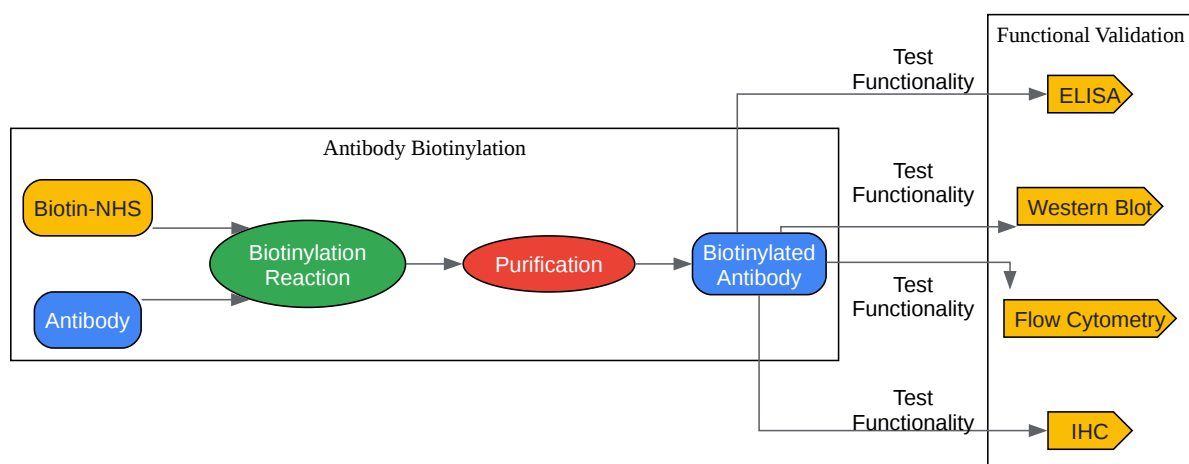 Functional Validation
Test
Functionality
ELISA
Antibody Biotinylation
Biotin-NHS
Antibody
Biotinylation
Reaction
Purification
Biotinylated
Antibody
Test
Functionality
Western Blot
Test
Functionality
Flow Cytometry
Test
Functionality
IHC